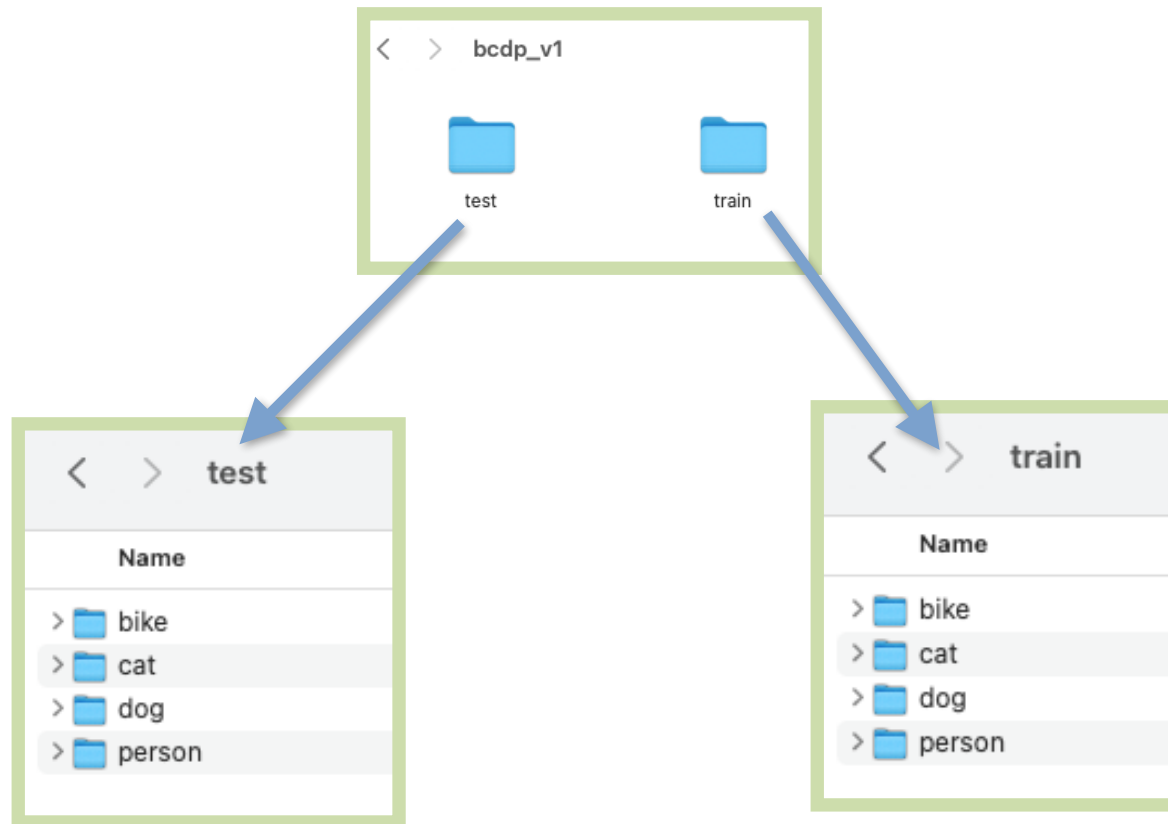 bcdp_v1
test
train
test
Name
bike
cat
dog
person
train
Name
bike
cat
dog
person